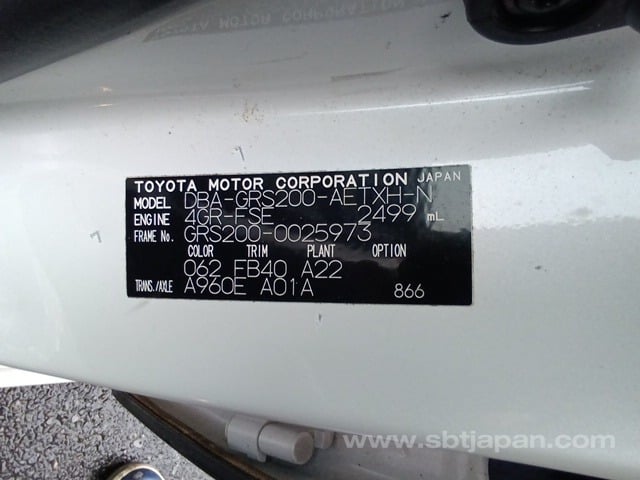 TOYOTA MOTOR CORPORATION JAPAN
MODEL DBA-GRS200-AETXH-N
ENGINE 4GR-FSE 2499 mL
FRAME No. GRS200-0025973
COLOR TRIM PLANT OPTION
062 FB40 A22
TRANS./AXLE A960E A01A 866
www.sbtjapan.com